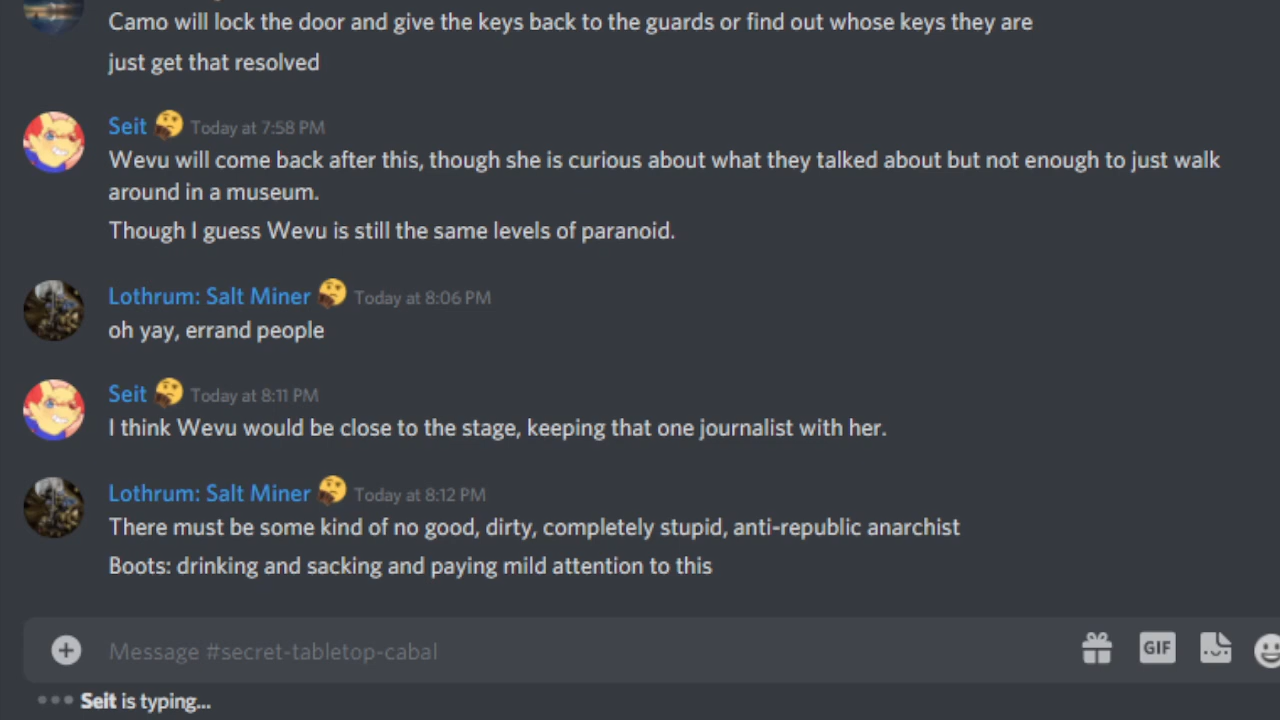 Camo will lock the door and give the keys back to the guards or find out whose keys they are
just get that resolved
Seit Today at 7:58 PM
Wevu will come back after this, though she is curious about what they talked about but not enough to just walk
around in a museum.
Though I guess Wevu is still the same levels of paranoid.
Lothrum: Salt Miner Today at 8:06 PM
oh yay, errand people
Seit Today at 8:11 PM
I think Wevu would be close to the stage, keeping that one journalist with her.
Lothrum: Salt Miner Today at 8:12 PM
There must be some kind of no good, dirty, completely stupid, anti-republic anarchist
Boots: drinking and sacking and paying mild attention to this
Message #secret-tabletop-cabal
GIF
Seit is typing...